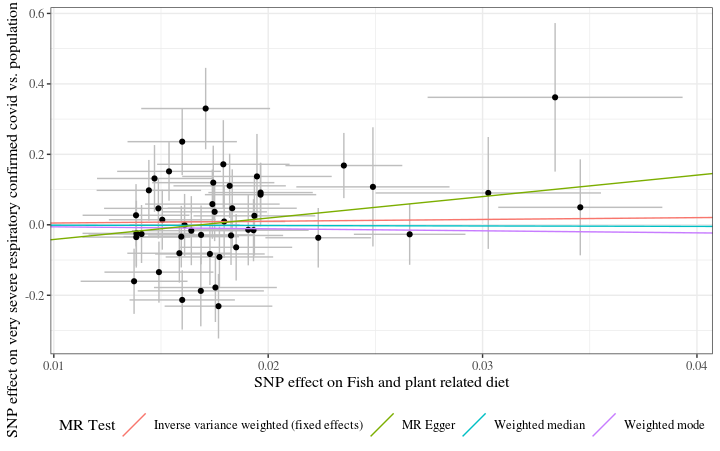 SNP effect on very severe respiratory confirmed covid vs. population
0.6
0.4
0.2
0.0
-0.2
0.01 0.02 0.03 0.04
SNP effect on Fish and plant related diet
MR Test Inverse variance weighted (fixed effects) MR Egger Weighted median Weighted mode